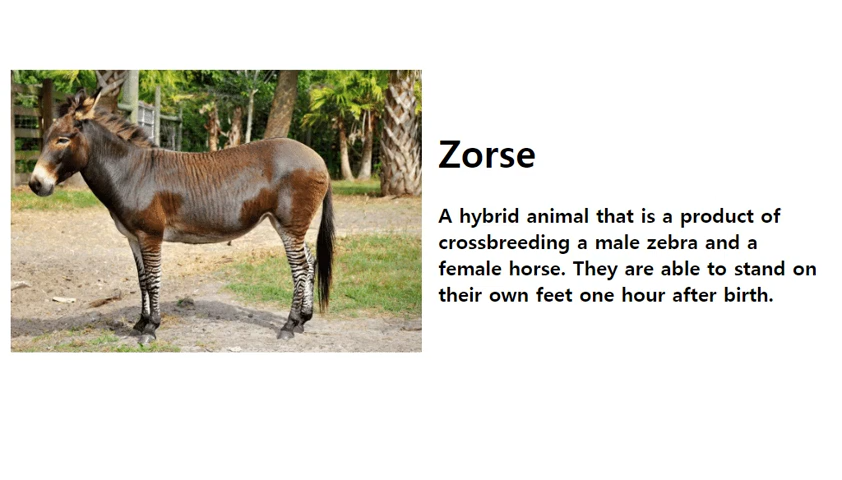 Zorse
A hybrid animal that is a product of
crossbreeding a male zebra and a
female horse. They are able to stand on
their own feet one hour after birth.